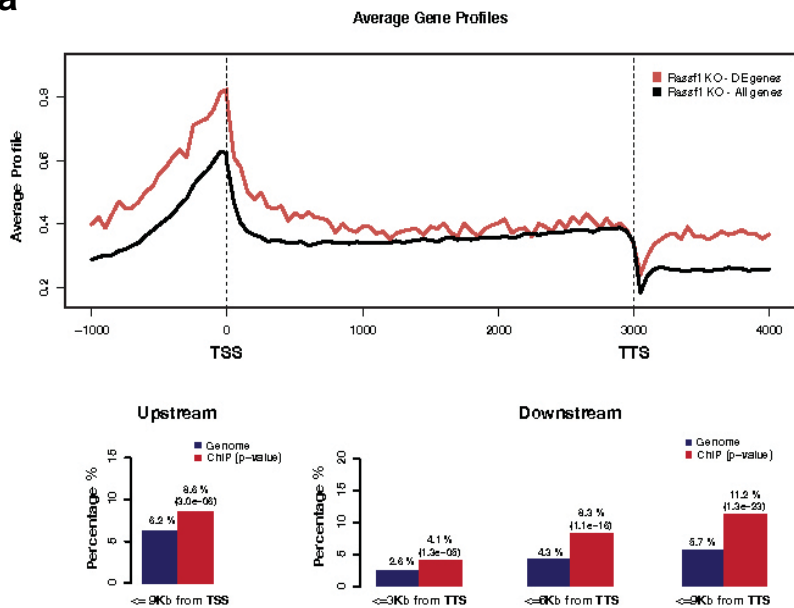 a
Average Gene Profiles
Average Profile
0.2
0.4
0.6
0.8
Rassf1 KO - DE genes
Rassf1 KO - All genes
-1000
0
1000
2000
3000
4000
TSS
TTS
Upstream
Genome
ChIP (p-value)
Percentage %
0
5
10
15
6.2 %
8.6 %
(3.0e-06)
<= 9Kb from TSS
Downstream
Genome
ChIP (p-value)
Percentage %
0
5
10
15
20
2.6 %
4.1 %
(1.3e-05)
<=3Kb from TTS
4.3 %
8.3 %
(1.1e-16)
<=6Kb from TTS
5.7 %
11.2 %
(1.3e-23)
<=9Kb from TTS